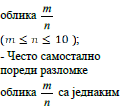 облика m/n
(m ≤ n ≤ 10 );
- Често самостално
пореди разломке
облика m/n са једнаким